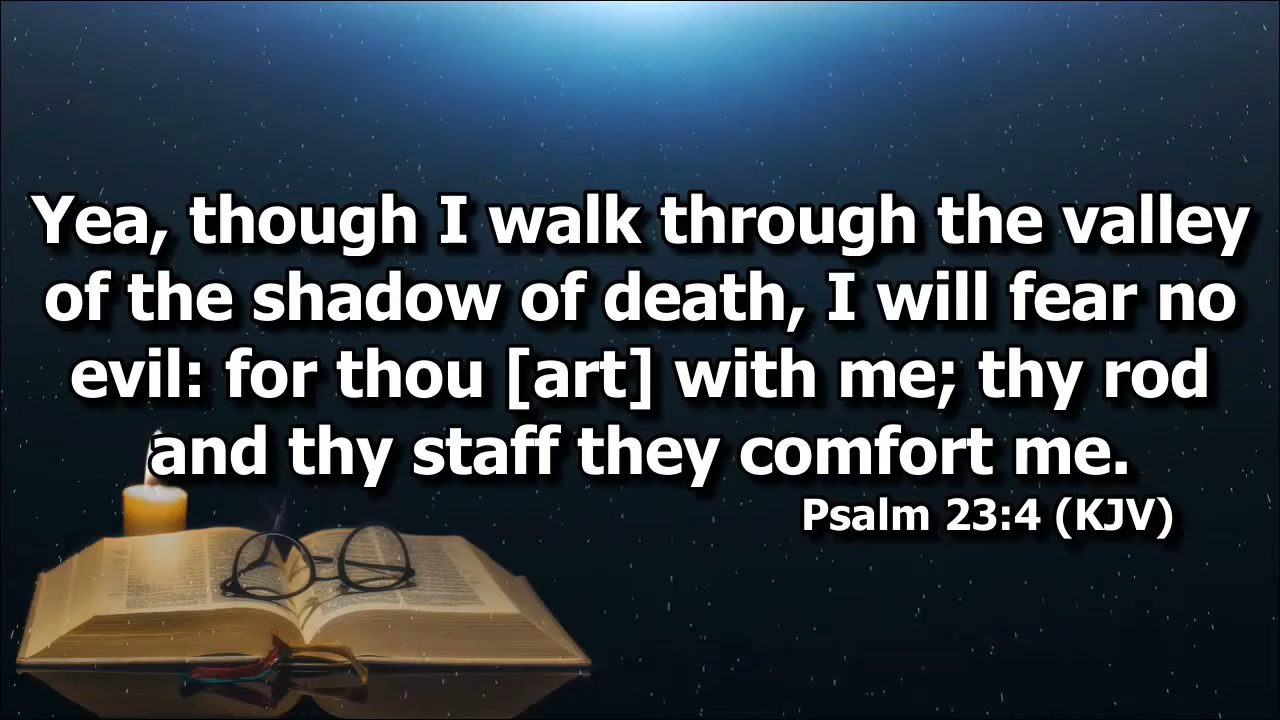 Yea, though I walk through the valley
of the shadow of death, I will fear no
evil: for thou [art] with me; thy rod
and thy staff they comfort me.
Psalm 23:4 (KJV)